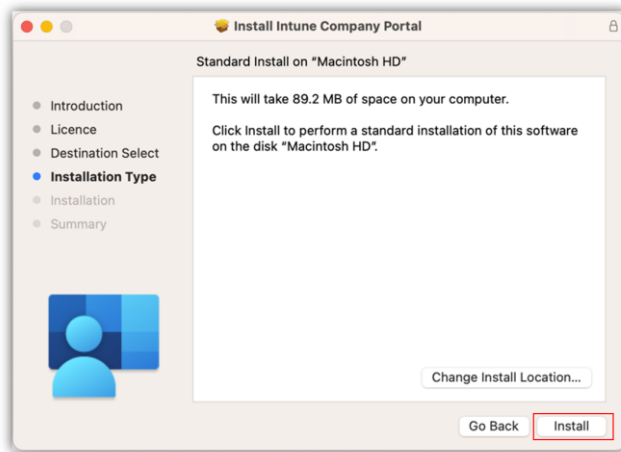 Install Intune Company Portal
Standard Install on “Macintosh HD”
Introduction
Licence
Destination Select
Installation Type
Installation
Summary
This will take 89.2 MB of space on your computer.
Click Install to perform a standard installation of this software
on the disk “Macintosh HD”.
Change Install Location...
Go Back
Install